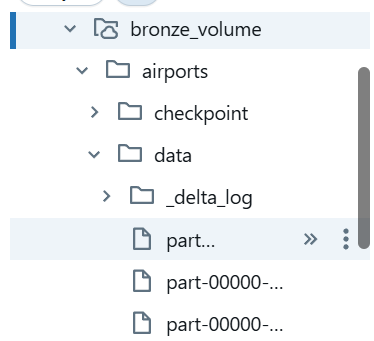 bronze_volume
airports
checkpoint
data
_delta_log
part...
part-00000-...
part-00000-...